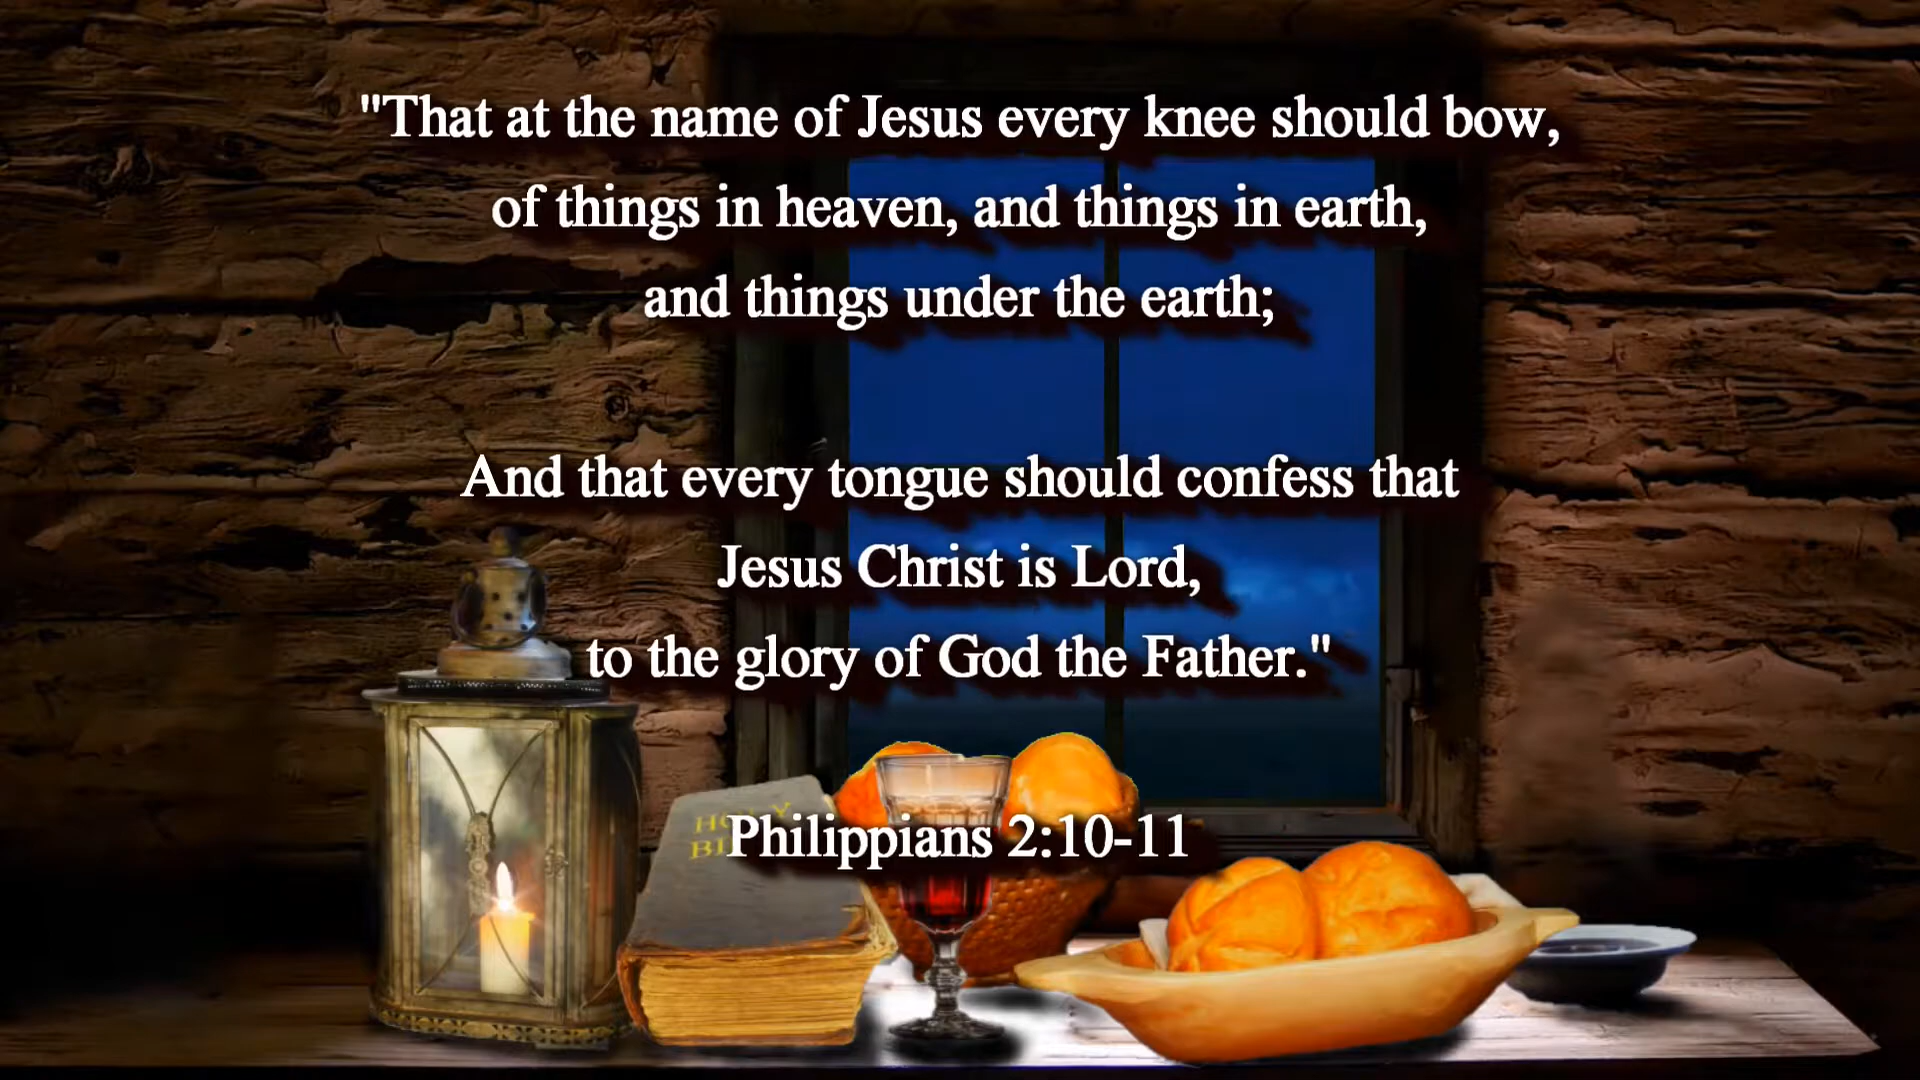 "That at the name of Jesus every knee should bow,
of things in heaven, and things in earth,
and things under the earth;
And that every tongue should confess that
Jesus Christ is Lord,
to the glory of God the Father."
HOLY
Philippians 2:10-11